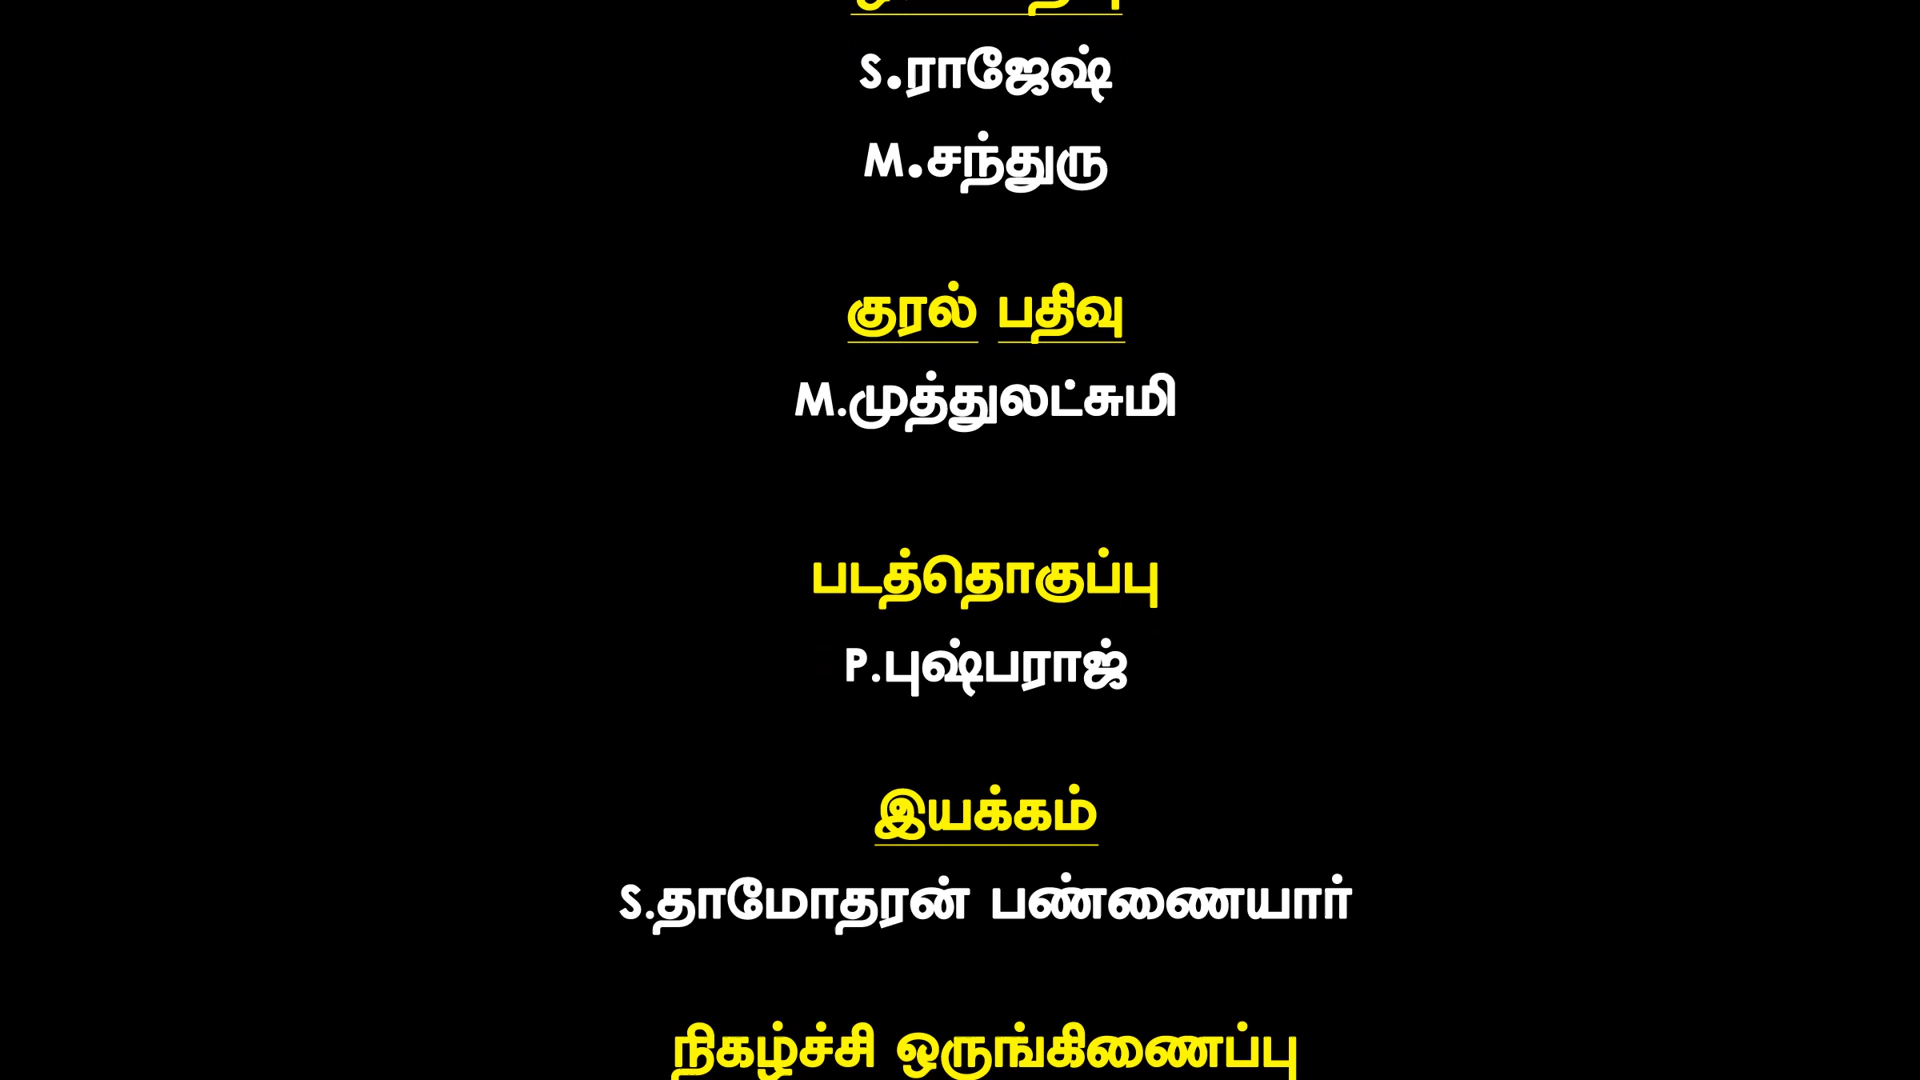 S.ராஜேஷ்
M.சந்துரு
குரல் பதிவு
M.முத்துலட்சுமி
படத்தொகுப்பு
P.புஷ்பராஜ்
இயக்கம்
S.தாமோதரன் பண்ணையார்
நிகழ்ச்சி ஒருங்கிணைப்பு